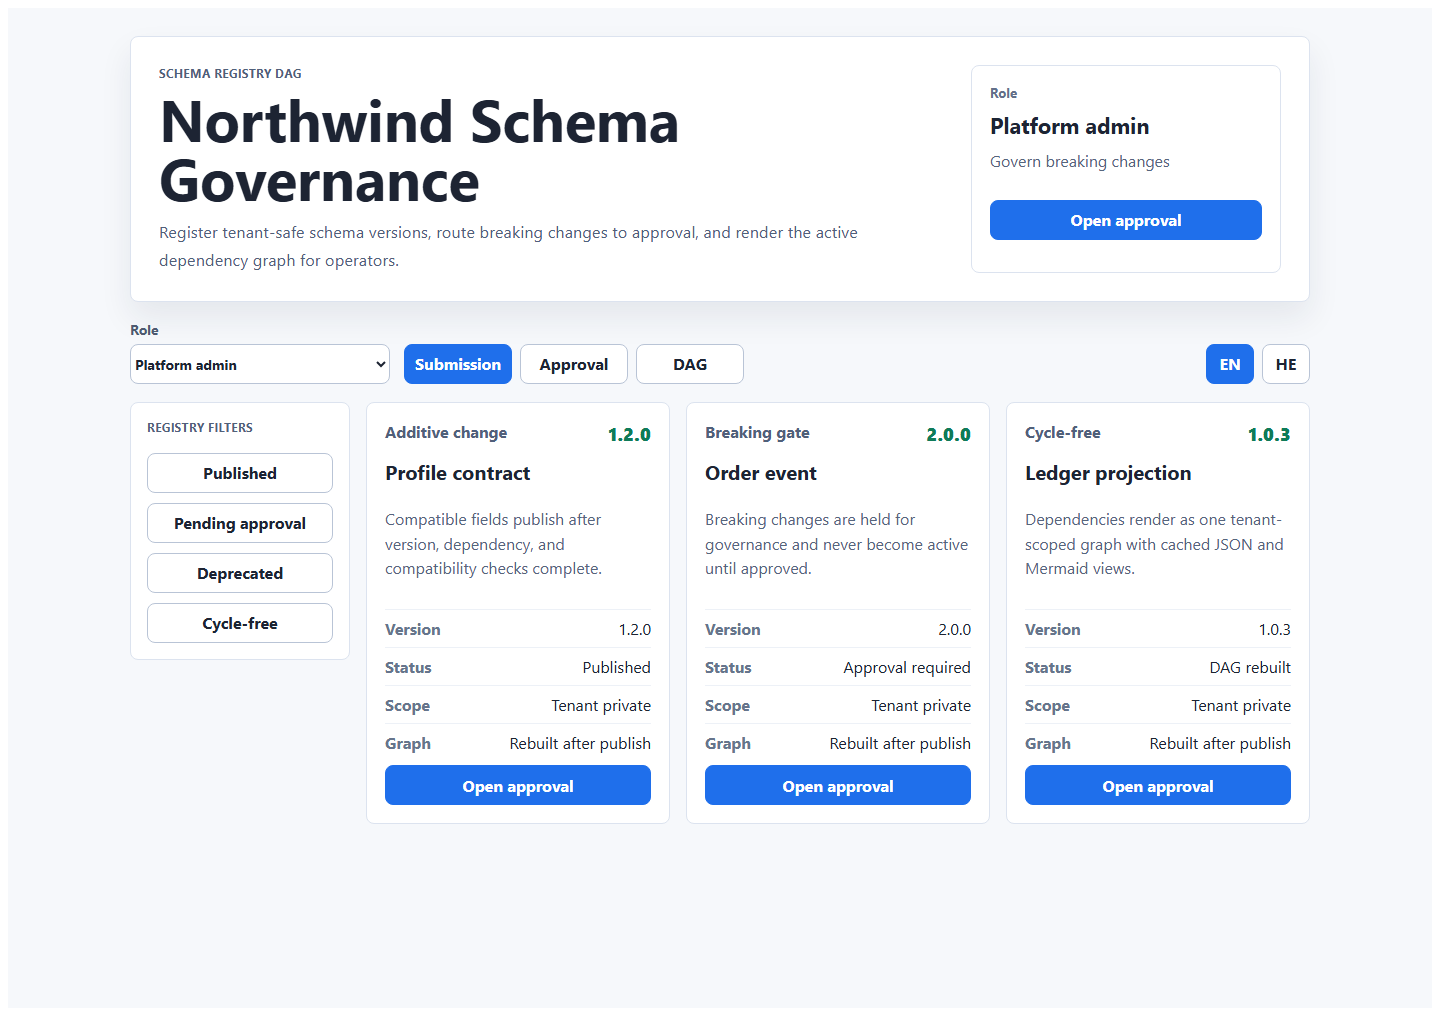 SCHEMA REGISTRY DAG
Northwind Schema
Governance
Register tenant-safe schema versions, route breaking changes to approval, and render the active
dependency graph for operators.
Role
Platform admin
Govern breaking changes
Open approval
Role
Platform admin
Submission
Approval
DAG
EN
HE
REGISTRY FILTERS
Published
Pending approval
Deprecated
Cycle-free
Additive change
1.2.0
Profile contract
Compatible fields publish after
version, dependency, and
compatibility checks complete.
Version 1.2.0
Status Published
Scope Tenant private
Graph Rebuilt after publish
Open approval
Breaking gate
2.0.0
Order event
Breaking changes are held for
governance and never become active
until approved.
Version 2.0.0
Status Approval required
Scope Tenant private
Graph Rebuilt after publish
Open approval
Cycle-free
1.0.3
Ledger projection
Dependencies render as one tenant-
scoped graph with cached JSON and
Mermaid views.
Version 1.0.3
Status DAG rebuilt
Scope Tenant private
Graph Rebuilt after publish
Open approval